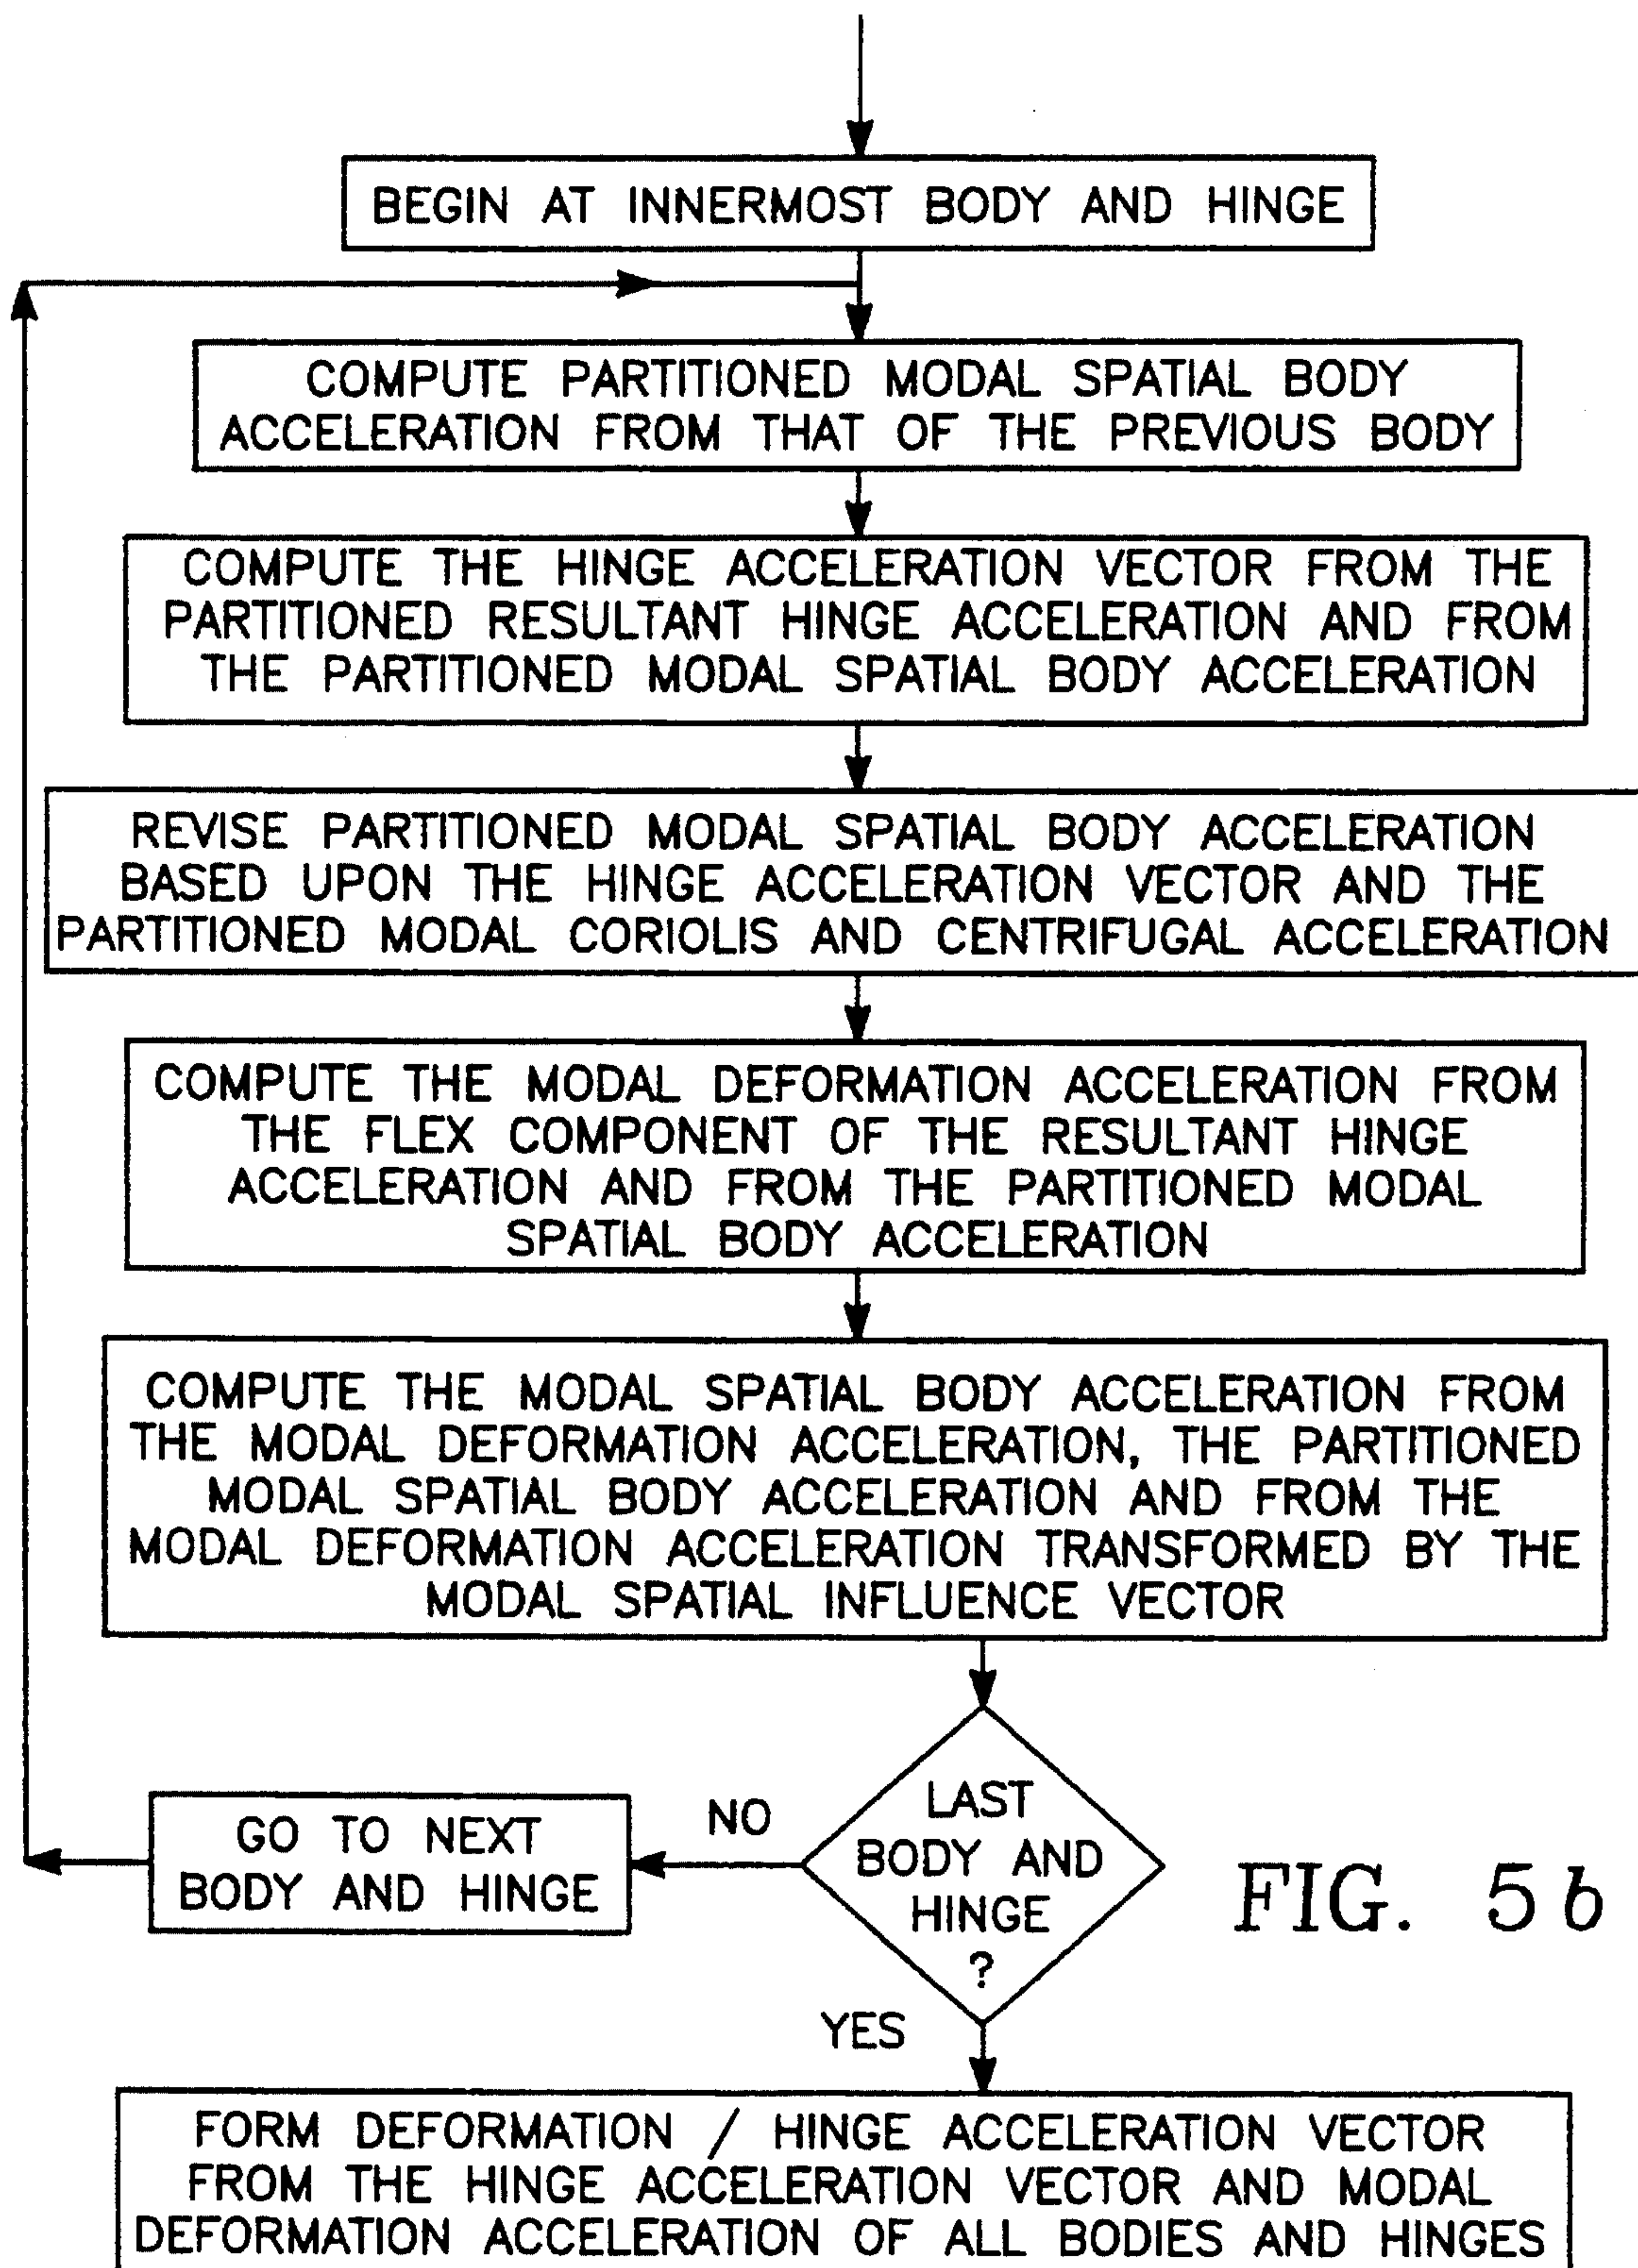 BEGIN AT INNERMOST BODY AND HINGE
COMPUTE PARTITIONED MODAL SPATIAL BODY
ACCELERATION FROM THAT OF THE PREVIOUS BODY
COMPUTE THE HINGE ACCELERATION VECTOR FROM THE
PARTITIONED RESULTANT HINGE ACCELERATION AND FROM
THE PARTITIONED MODAL SPATIAL BODY ACCELERATION
REVISE PARTITIONED MODAL SPATIAL BODY ACCELERATION
BASED UPON THE HINGE ACCELERATION VECTOR AND THE
PARTITIONED MODAL CORIOLIS AND CENTRIFUGAL ACCELERATION
COMPUTE THE MODAL DEFORMATION ACCELERATION FROM
THE FLEX COMPONENT OF THE RESULTANT HINGE
ACCELERATION AND FROM THE PARTITIONED MODAL
SPATIAL BODY ACCELERATION
COMPUTE THE MODAL SPATIAL BODY ACCELERATION FROM
THE MODAL DEFORMATION ACCELERATION, THE PARTITIONED
MODAL SPATIAL BODY ACCELERATION AND FROM THE
MODAL DEFORMATION ACCELERATION TRANSFORMED BY THE
MODAL SPATIAL INFLUENCE VECTOR
LAST
BODY AND
HINGE
?
NO
GO TO NEXT
BODY AND HINGE
FIG. 5b
YES
FORM DEFORMATION / HINGE ACCELERATION VECTOR
FROM THE HINGE ACCELERATION VECTOR AND MODAL
DEFORMATION ACCELERATION OF ALL BODIES AND HINGES